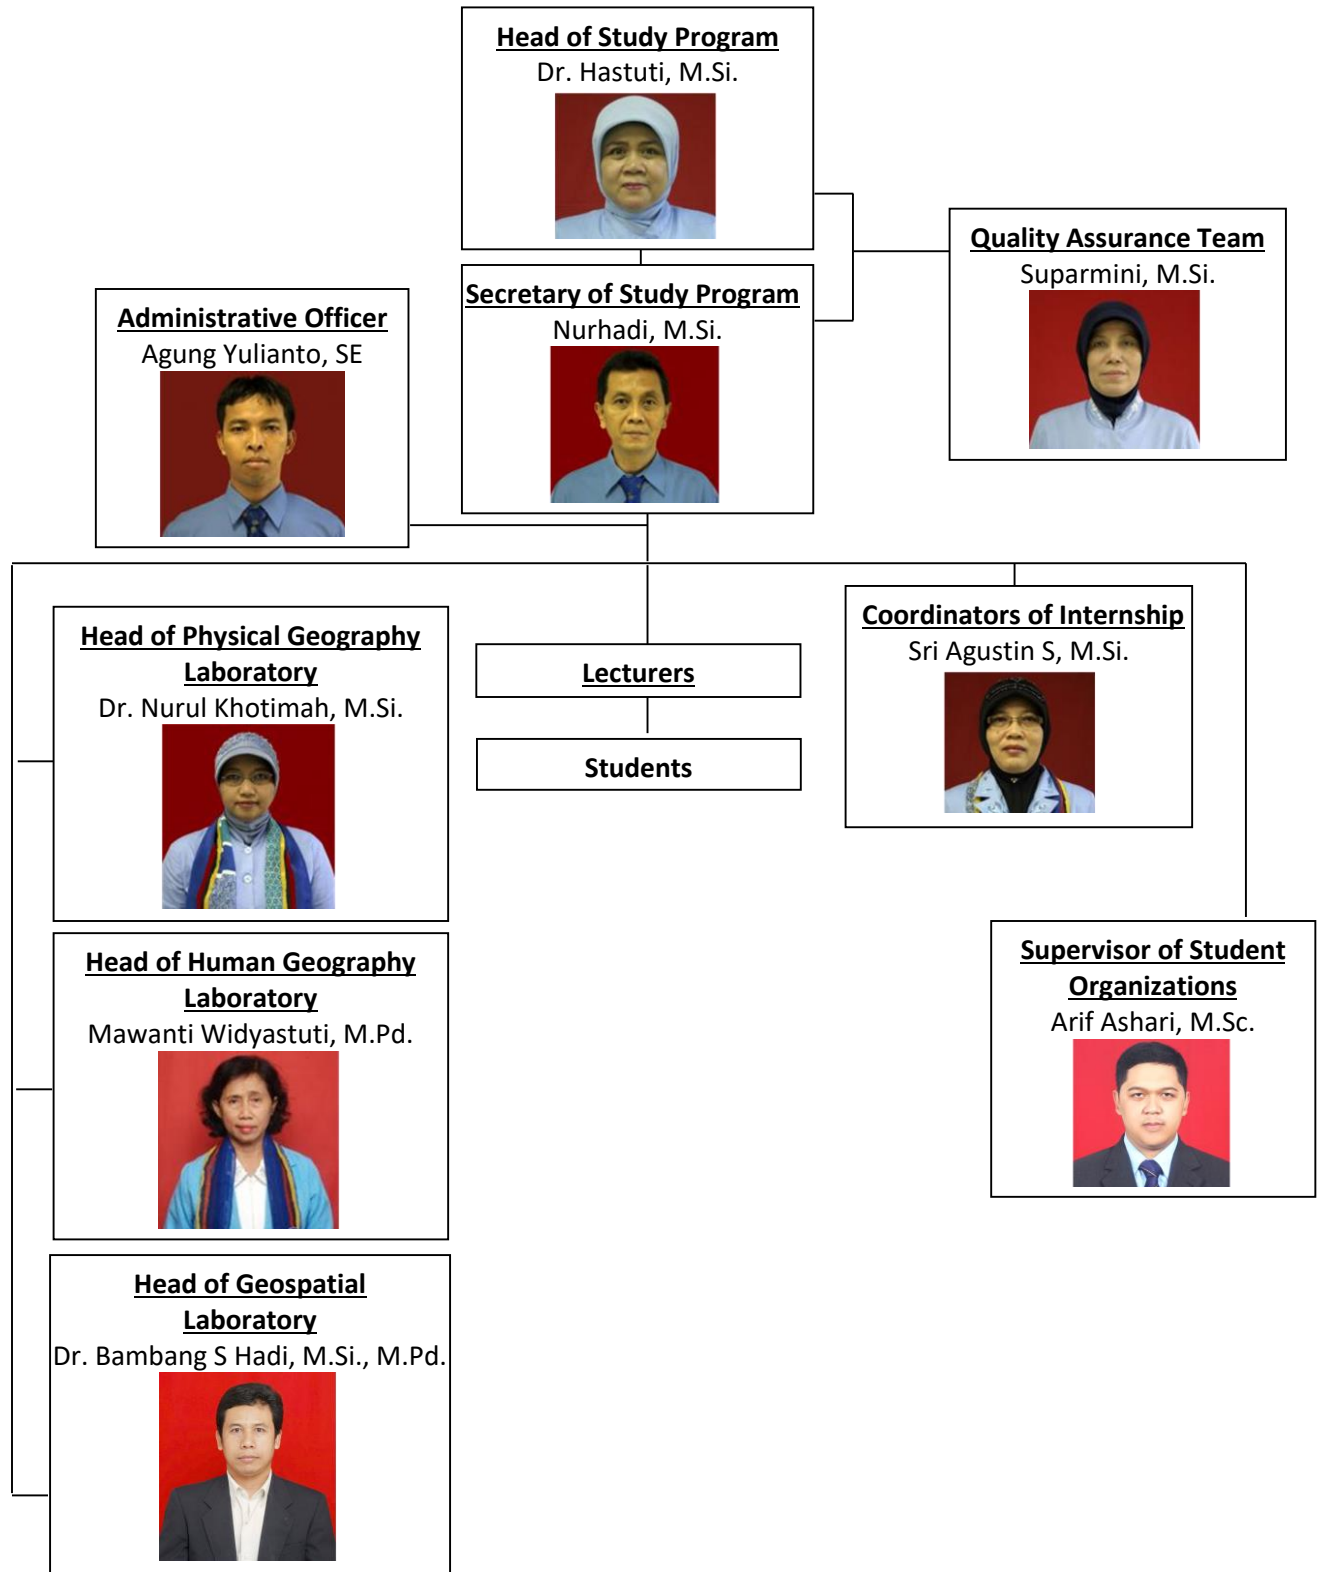 Head of Study Program
Dr. Hastuti, M.Si.
Quality Assurance Team
Suparmini, M.Si.
Secretary of Study Program
Nurhadi, M.Si.
Administrative Officer
Agung Yulianto, SE
Head of Physical Geography
Laboratory
Dr. Nurul Khotimah, M.Si.
Lecturers
Students
Coordinators of Internship
Sri Agustin S, M.Si.
Head of Human Geography
Laboratory
Mawanti Widyastuti, M.Pd.
Supervisor of Student
Organizations
Arif Ashari, M.Sc.
Head of Geospatial
Laboratory
Dr. Bambang S Hadi, M.Si., M.Pd.